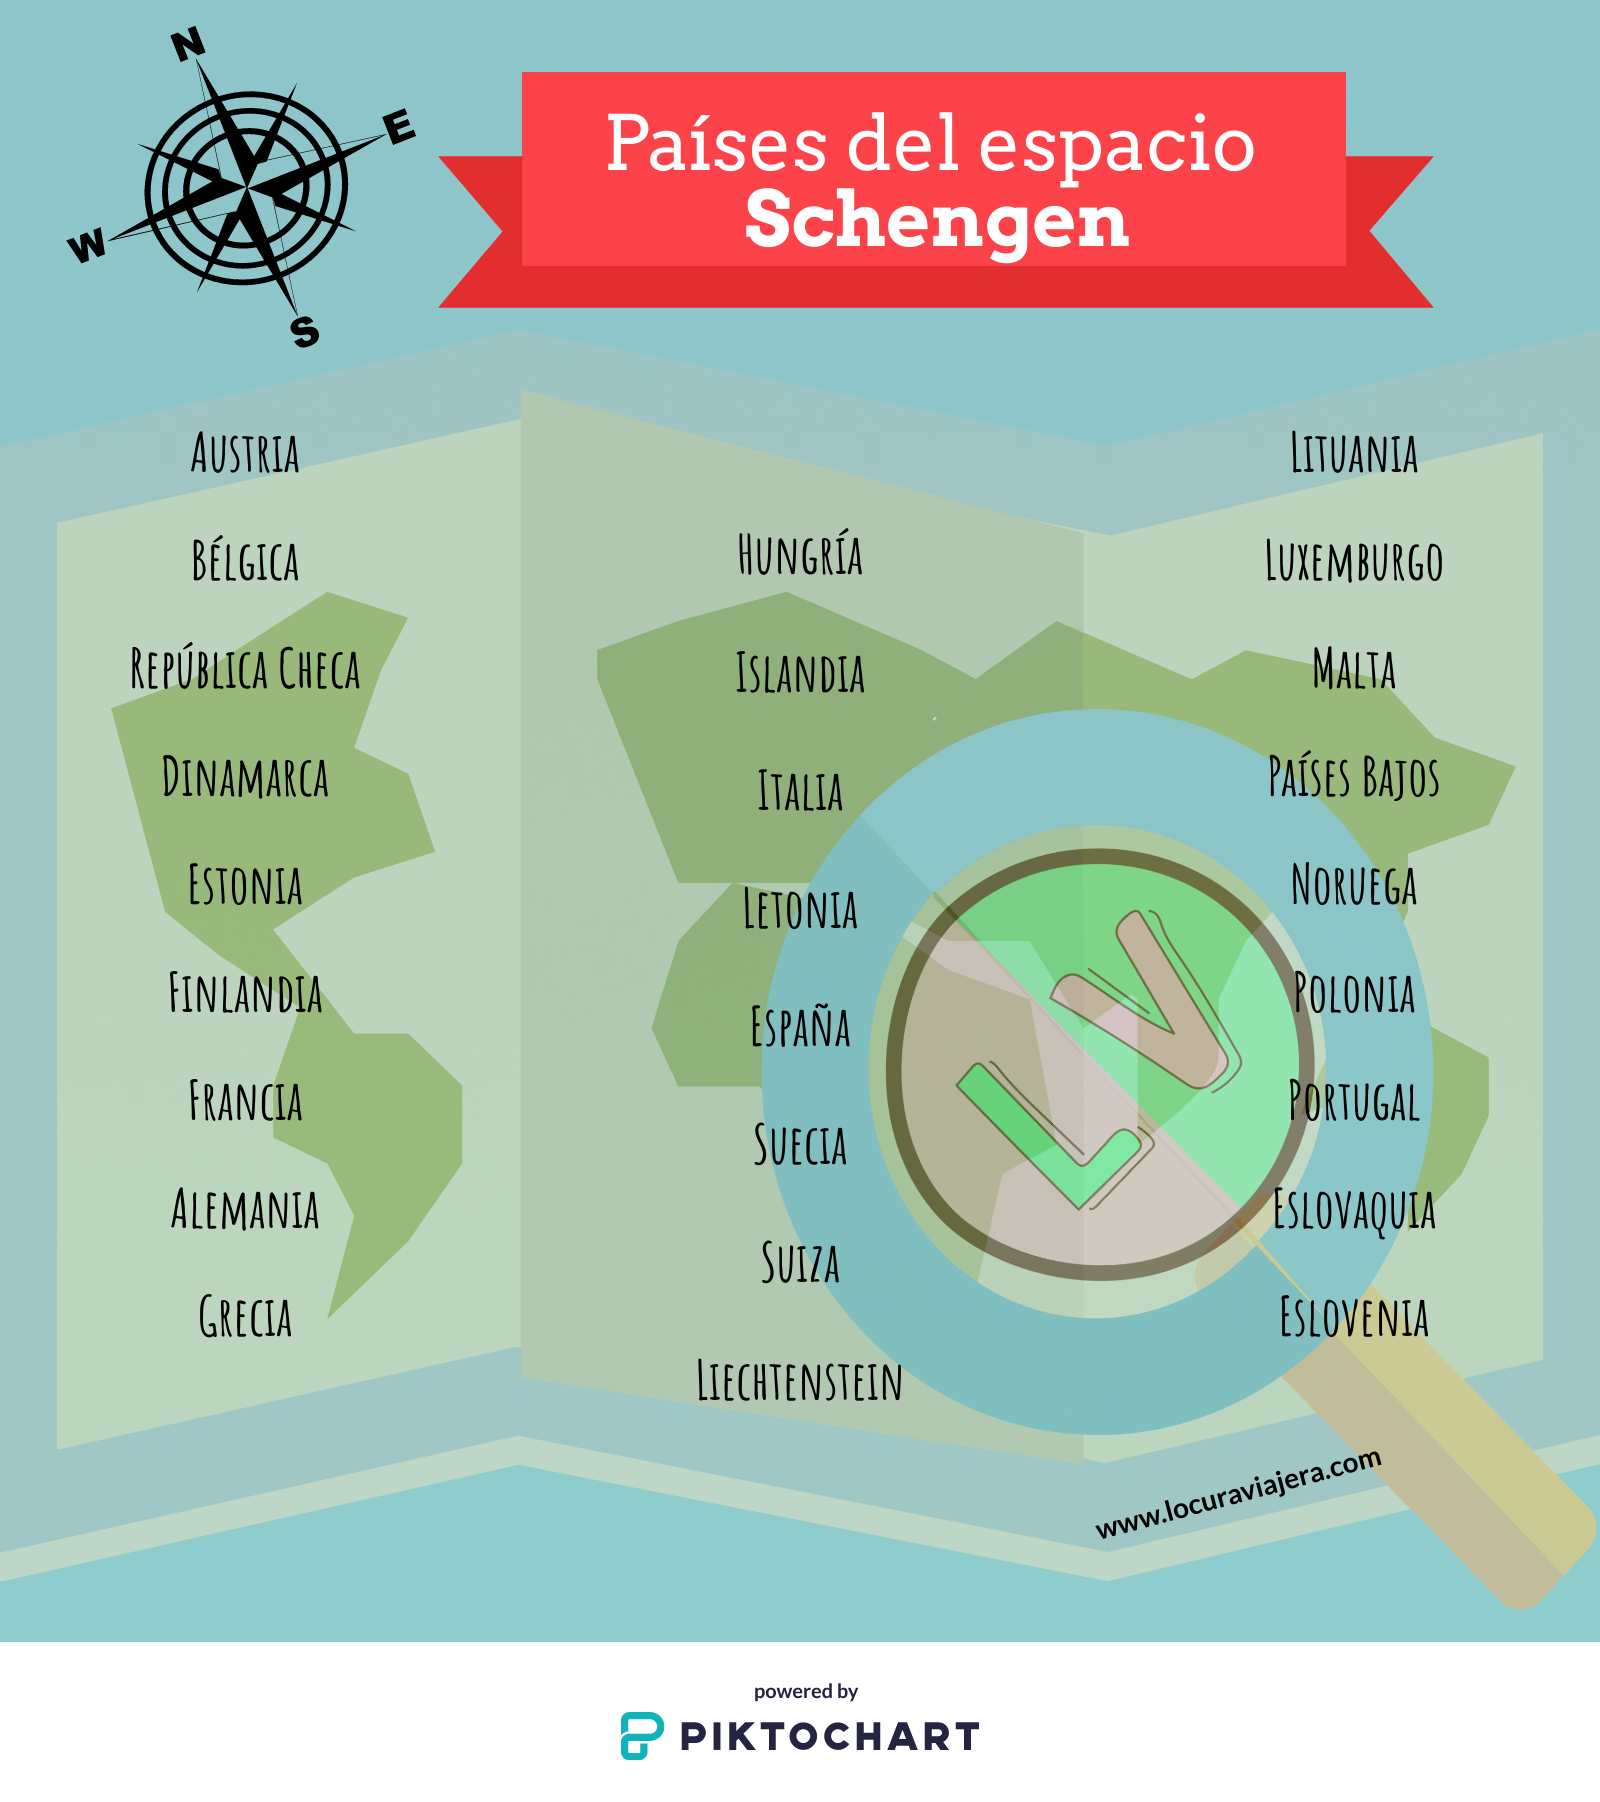 N
E
W
S
Países del espacio
Schengen
Austria
Bélgica
República Checa
Dinamarca
Estonia
Finlandia
Francia
Alemania
Grecia
Hungría
Islandia
Italia
Letonia
España
Suecia
Suiza
Liechtenstein
Lituania
Luxemburgo
Malta
Países Bajos
Noruega
Polonia
Portugal
Eslovaquia
Eslovenia
LV
www.locuraviajera.com
powered by
PIKTOCHART